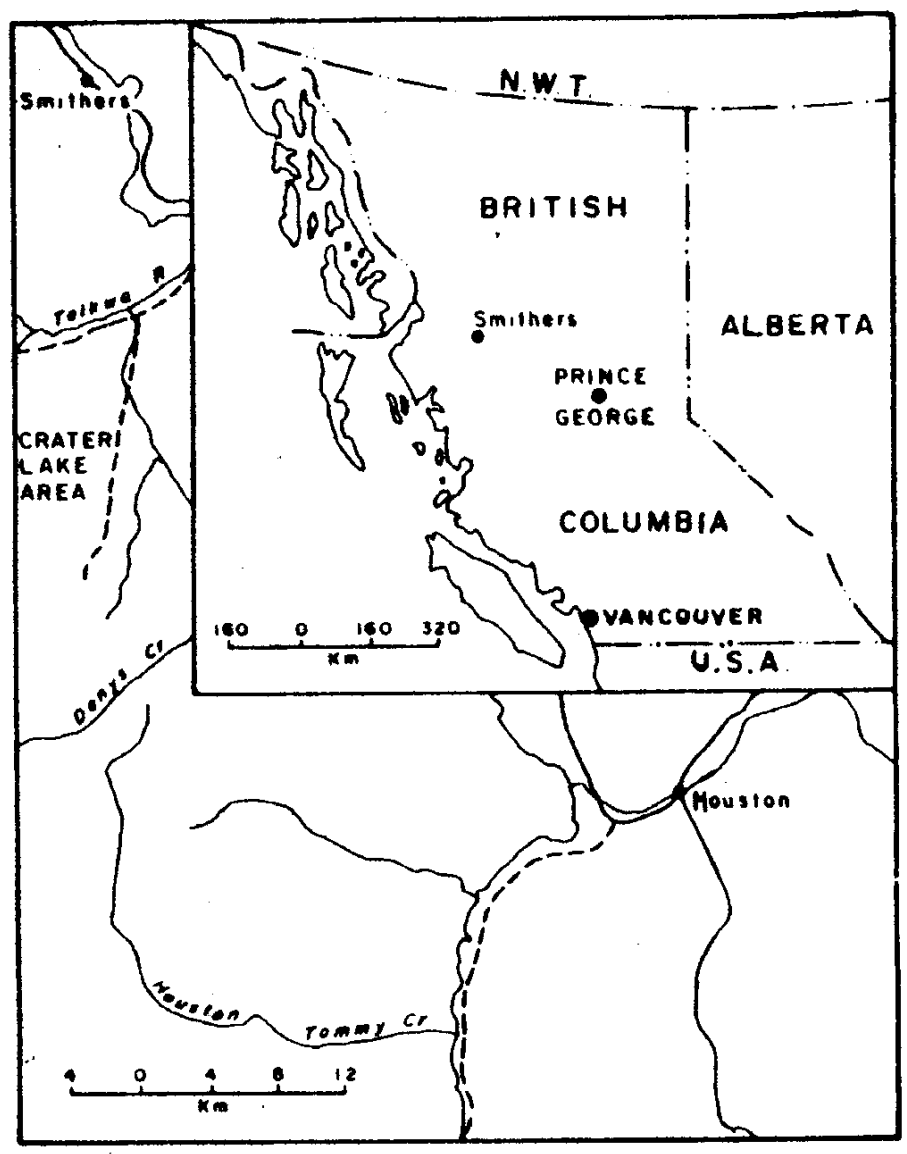 N.W.T.
Smithers
BRITISH
Telkwa R
Smithers
ALBERTA
PRINCE
GEORGE
CRATER
LAKE
AREA
COLUMBIA
VANCOUVER
160 0 160 320
Km
U.S.A.
Denys Cr
Houston
Houston Tommy Cr
4 0 4 8 12
Km